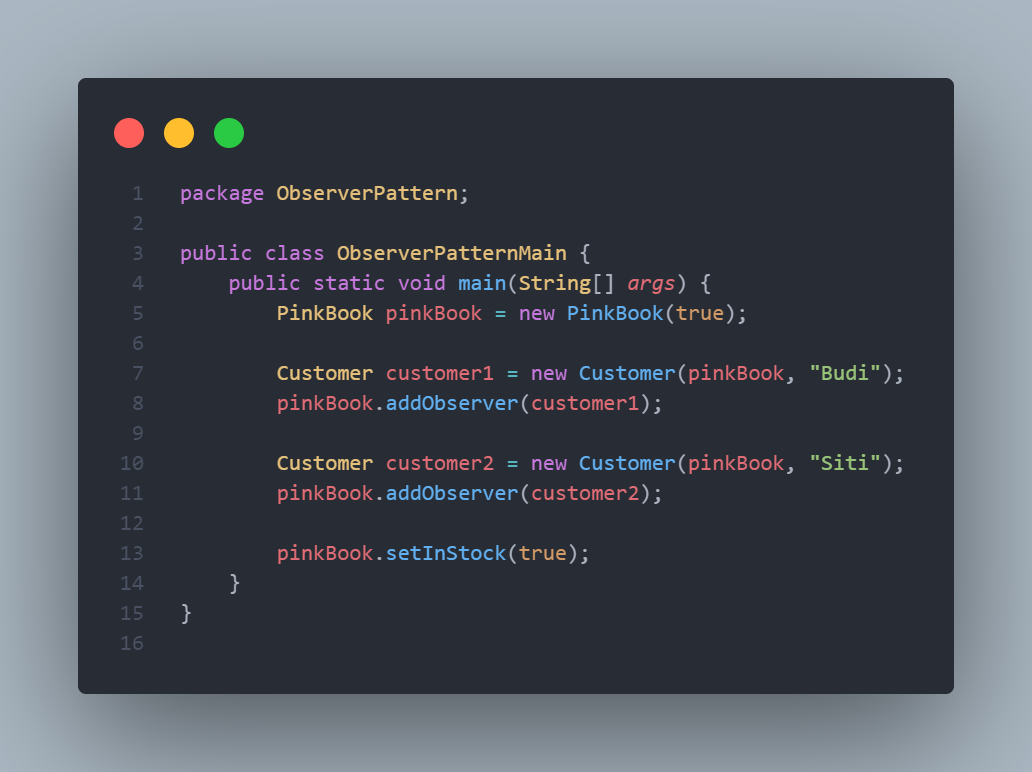 1 package ObserverPattern;
2
3 public class ObserverPatternMain {
4     public static void main(String[] args) {
5         PinkBook pinkBook = new PinkBook(true);
6
7         Customer customer1 = new Customer(pinkBook, "Budi");
8         pinkBook.addObserver(customer1);
9
10         Customer customer2 = new Customer(pinkBook, "Siti");
11         pinkBook.addObserver(customer2);
12
13         pinkBook.setInStock(true);
14     }
15 }
16